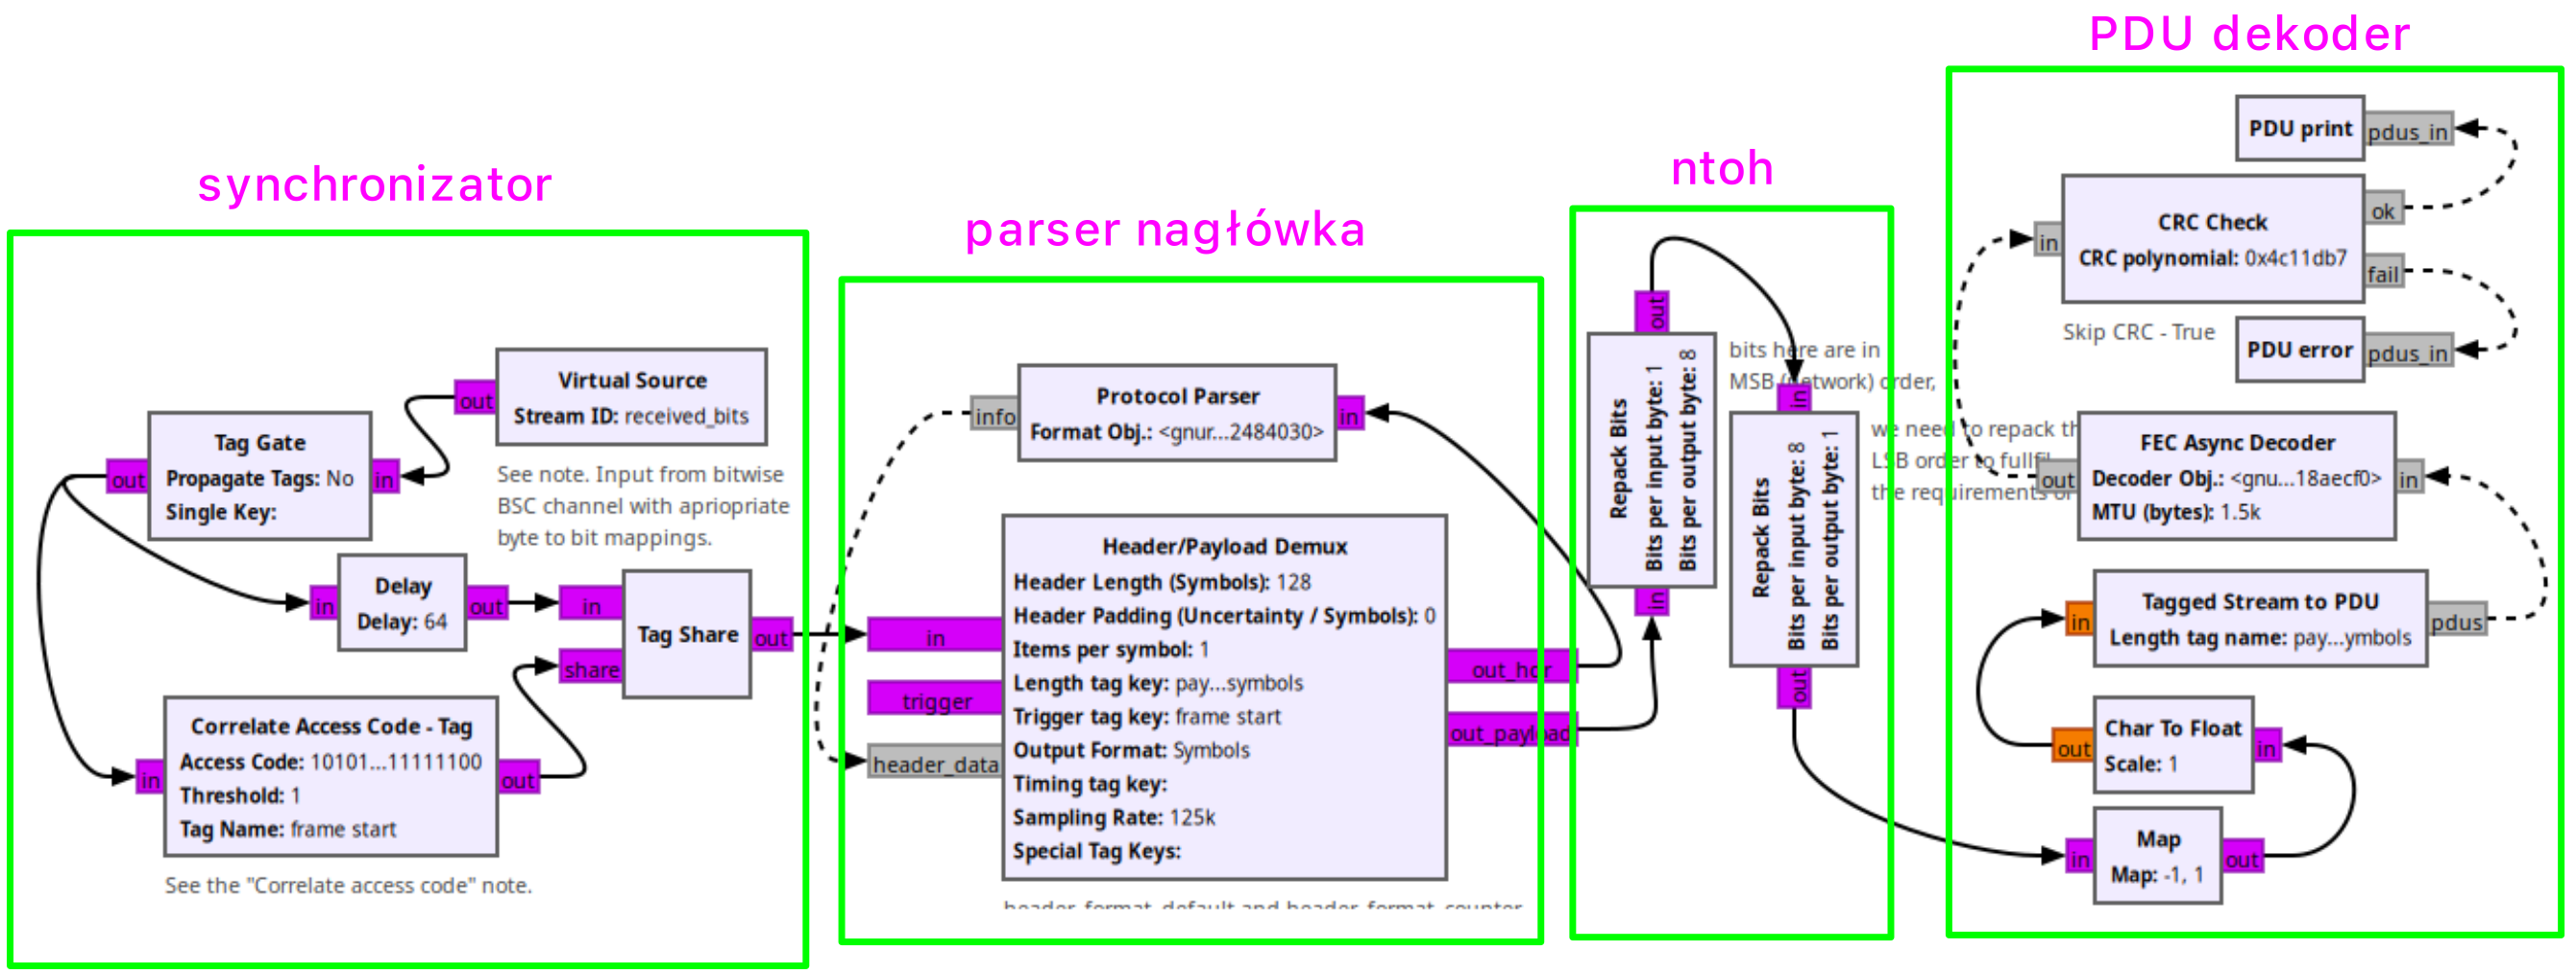 synchronizator
Virtual Source
Stream ID: received_bits
out
See note. Input from bitwise
BSC channel with apriopriate
byte to bit mappings.
Tag Gate
Propagate Tags: No
Single Key:
out
in
Delay
Delay: 64
in
out
in
share
Tag Share
out
Correlate Access Code - Tag
Access Code: 10101...11111100
Threshold: 1
Tag Name: frame start
in
out
See the "Correlate access code" note.
parser nagłówka
Protocol Parser
Format Obj.: <gnur...2484030>
info
in
Header/Payload Demux
Header Length (Symbols): 128
Header Padding (Uncertainty / Symbols): 0
Items per symbol: 1
Length tag key: pay...symbols
Trigger tag key: frame start
Output Format: Symbols
Timing tag key:
Sampling Rate: 125k
Special Tag Keys:
in
trigger
header_data
out_hdr
out_payload
header_format_default and header_format_counter
ntoh
out
Repack Bits
Bits per input byte: 1
Bits per output byte: 8
in
bits here are in
MSB (network) order,
in
Repack Bits
Bits per input byte: 8
Bits per output byte: 1
out
we need to repack th
LSB order to fullfil
the requirements of
PDU dekoder
PDU print
pdus_in
CRC Check
CRC polynomial: 0x4c11db7
in
ok
fail
Skip CRC - True
PDU error
pdus_in
FEC Async Decoder
Decoder Obj.: <gnu...18aecf0>
MTU (bytes): 1.5k
out
in
Tagged Stream to PDU
Length tag name: pay...ymbols
in
pdus
Char To Float
Scale: 1
out
in
Map
Map: -1, 1
in
out